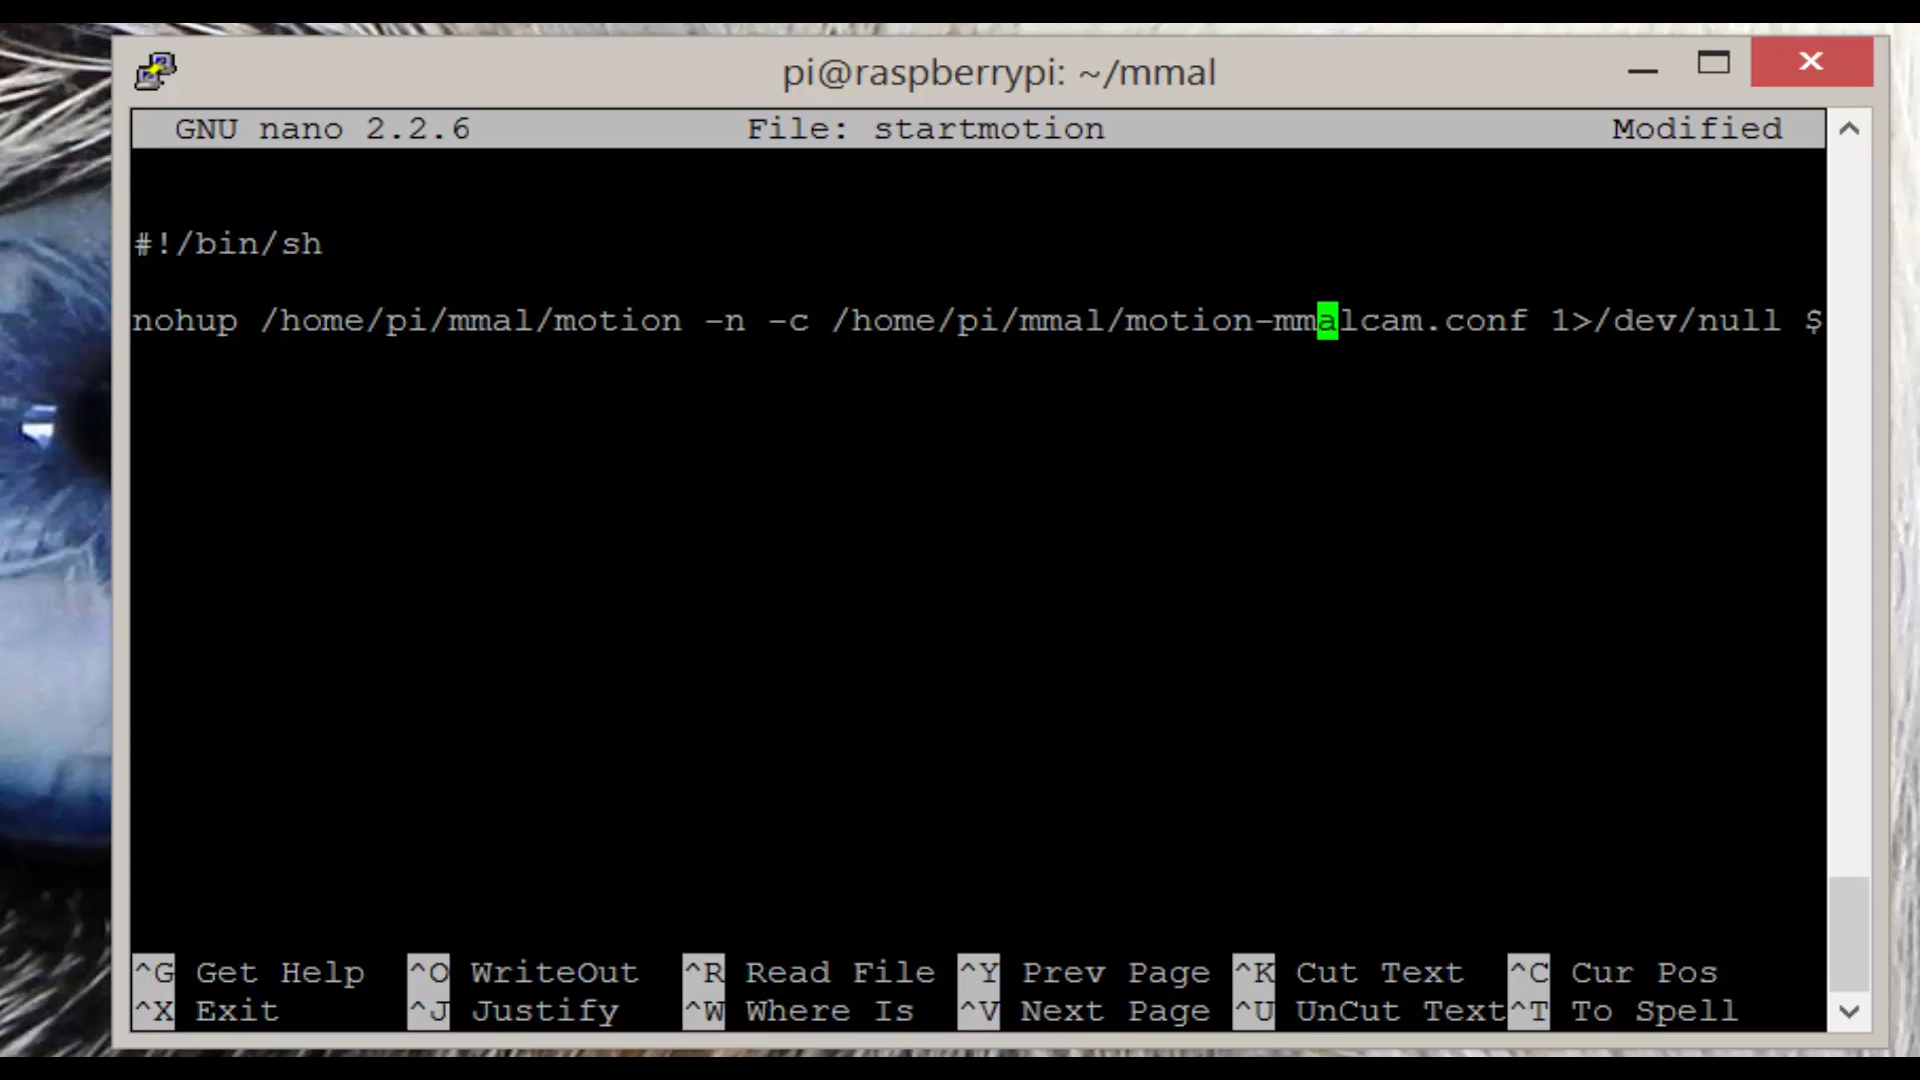 pi@raspberrypi: ~/mmal
GNU nano 2.2.6 File: startmotion Modified
#!/bin/sh
nohup /home/pi/mmal/motion -n -c /home/pi/mmal/motion-mmalcam.conf 1>/dev/null $
^G Get Help ^O WriteOut ^R Read File ^Y Prev Page ^K Cut Text ^C Cur Pos
^X Exit ^J Justify ^W Where Is ^V Next Page ^U UnCut Text ^T To Spell